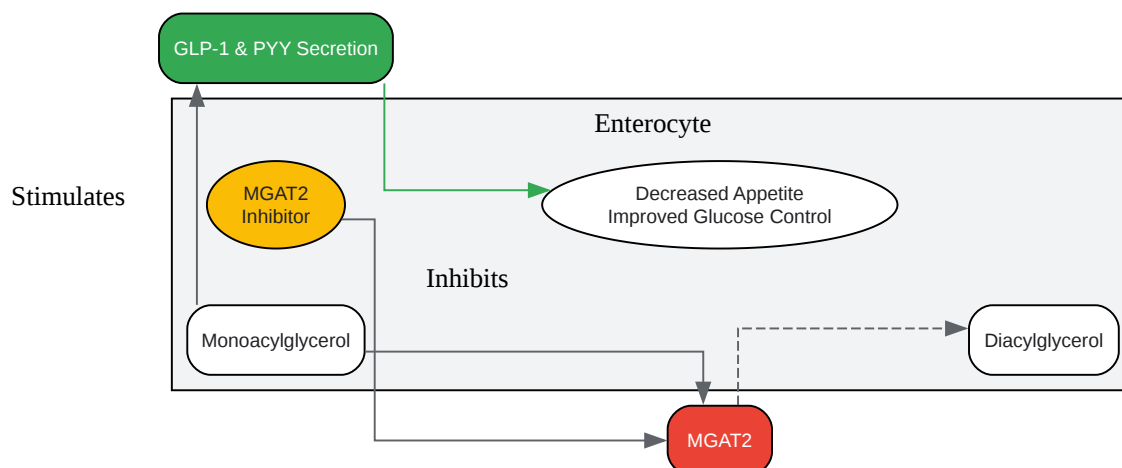 GLP-1 & PYY Secretion
Enterocyte
Stimulates
MGAT2
Inhibitor
Decreased Appetite
Improved Glucose Control
Inhibits
Monoacylglycerol
Diacylglycerol
MGAT2